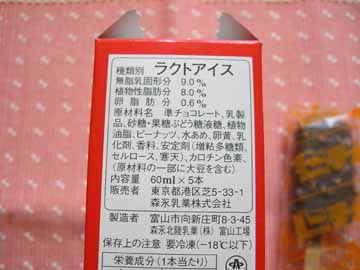 種類別 ラクトアイス
無脂乳固形分 9.0%
植物性脂肪分 8.0%
卵脂肪分 0.6%
原材料名 準チョコレート、乳製
品、砂糖・果糖ぶどう糖液糖、植物
油脂、ピーナッツ、水あめ、卵黄、乳
化剤、香料、安定剤(増粘多糖類、
セルロース、寒天)、カロチン色素、
(原材料の一部に大豆を含む)
内容量 60ml×5本
販売者 東京都港区芝5-33-1
森永乳業株式会社
製造者 富山市向新庄町8-3-45
森永北陸乳業(株) 富山工場
保存上の注意 要冷凍(−18℃以下)
栄養成分(1本当たり)